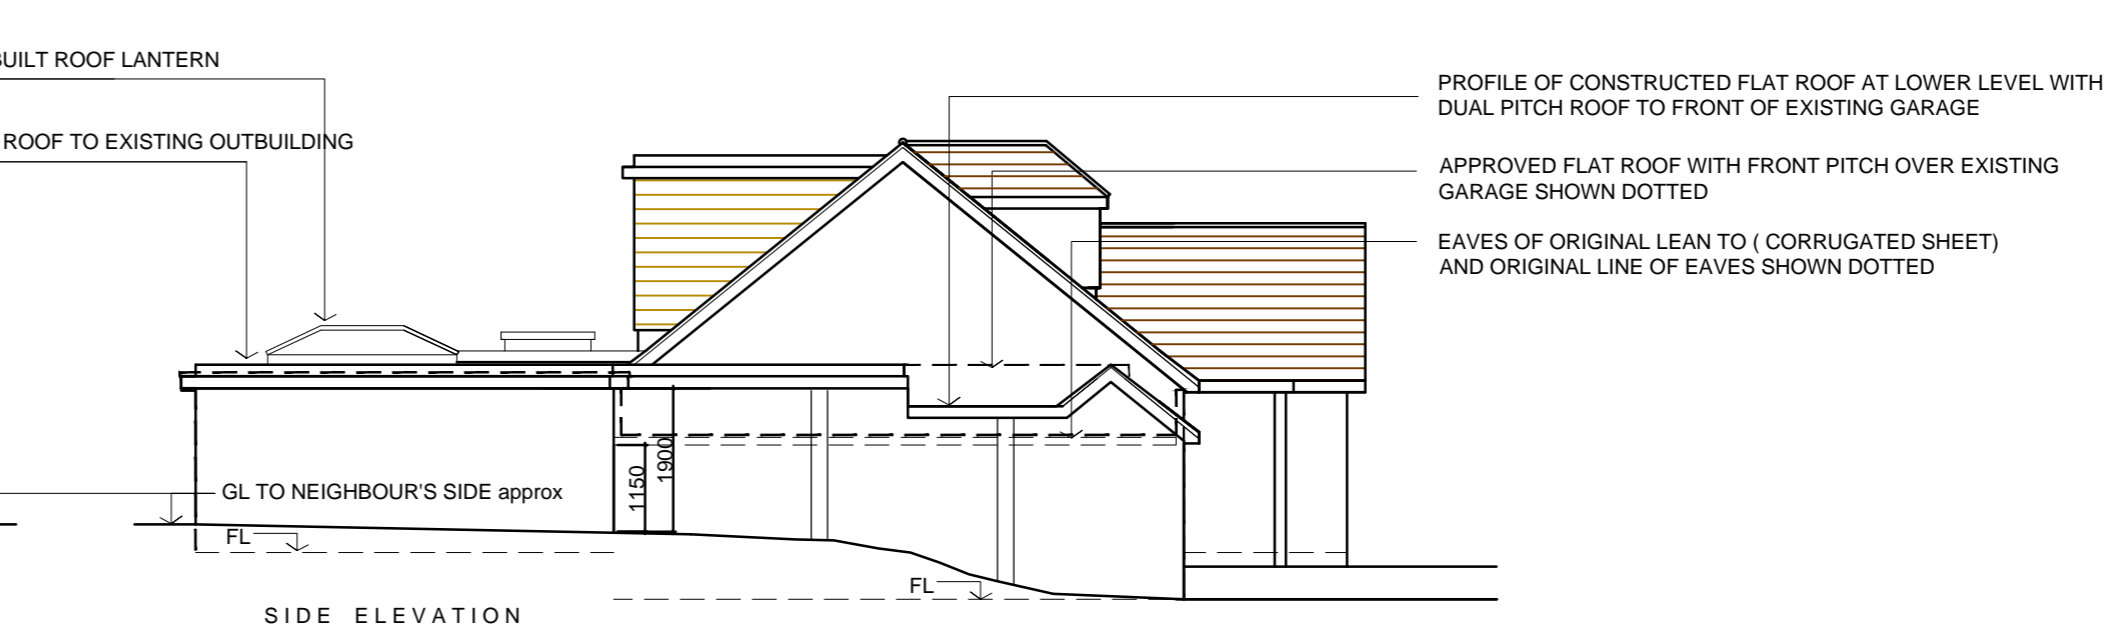 BUILT ROOF LANTERN
ROOF TO EXISTING OUTBUILDING
PROFILE OF CONSTRUCTED FLAT ROOF AT LOWER LEVEL WITH
DUAL PITCH ROOF TO FRONT OF EXISTING GARAGE
APPROVED FLAT ROOF WITH FRONT PITCH OVER EXISTING
GARAGE SHOWN DOTTED
EAVES OF ORIGINAL LEAN TO ( CORRUGATED SHEET)
AND ORIGINAL LINE OF EAVES SHOWN DOTTED
1150
1900
GL TO NEIGHBOUR'S SIDE approx
FL
FL
SIDE ELEVATION